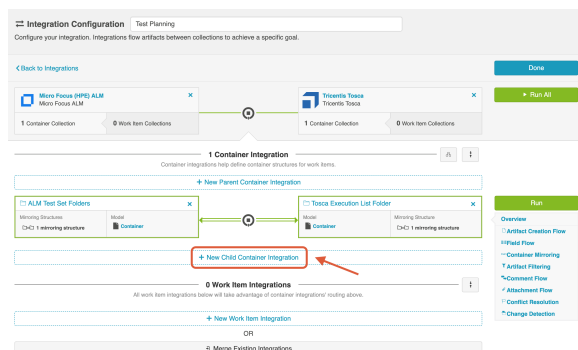 Integration Configuration Test Planning
Configure your integration. Integrations flow artifacts between collections to achieve a specific goal.
Back to Integrations
Done
Micro Focus (HPE) ALM
Micro Focus ALM
Tricentis Tosca
Tricentis Tosca
Run All
1 Container Collection 0 Work Item Collections
1 Container Collection 0 Work Item Collections
1 Container Integration
Container integrations help define container structures for work items.
+ New Parent Container Integration
ALM Test Set Folders
Tosca Execution List Folder
Run
Mirroring Structures Model
1 mirroring structure Container
Model Mirroring Structure
Container 1 mirroring structure
Overview
Artifact Creation Flow
Field Flow
Container Mirroring
Artifact Filtering
Comment Flow
Attachment Flow
Conflict Resolution
Change Detection
+ New Child Container Integration
0 Work Item Integrations
All work item integrations below will take advantage of container integrations' routing above.
+ New Work Item Integration
OR
Merge Existing Integrations